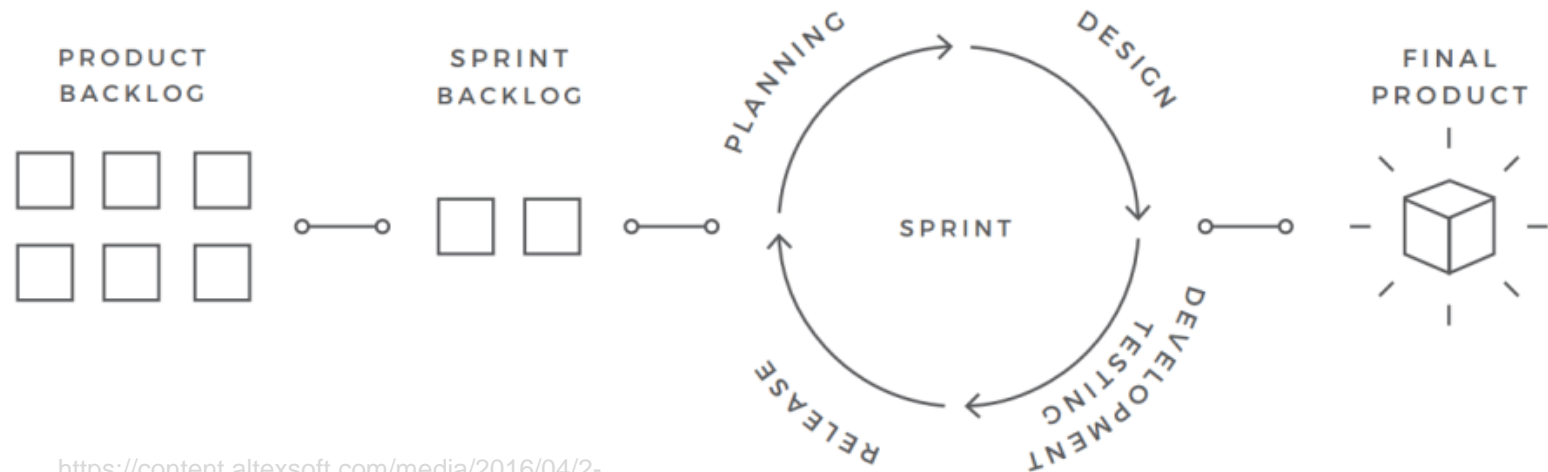 PRODUCT
BACKLOG
SPRINT
BACKLOG
PLANNING
DESIGN
SPRINT
DEVELOPMENT
TESTING
RELEASE
FINAL
PRODUCT
https://content.altexsoft.com/media/2016/04/2-